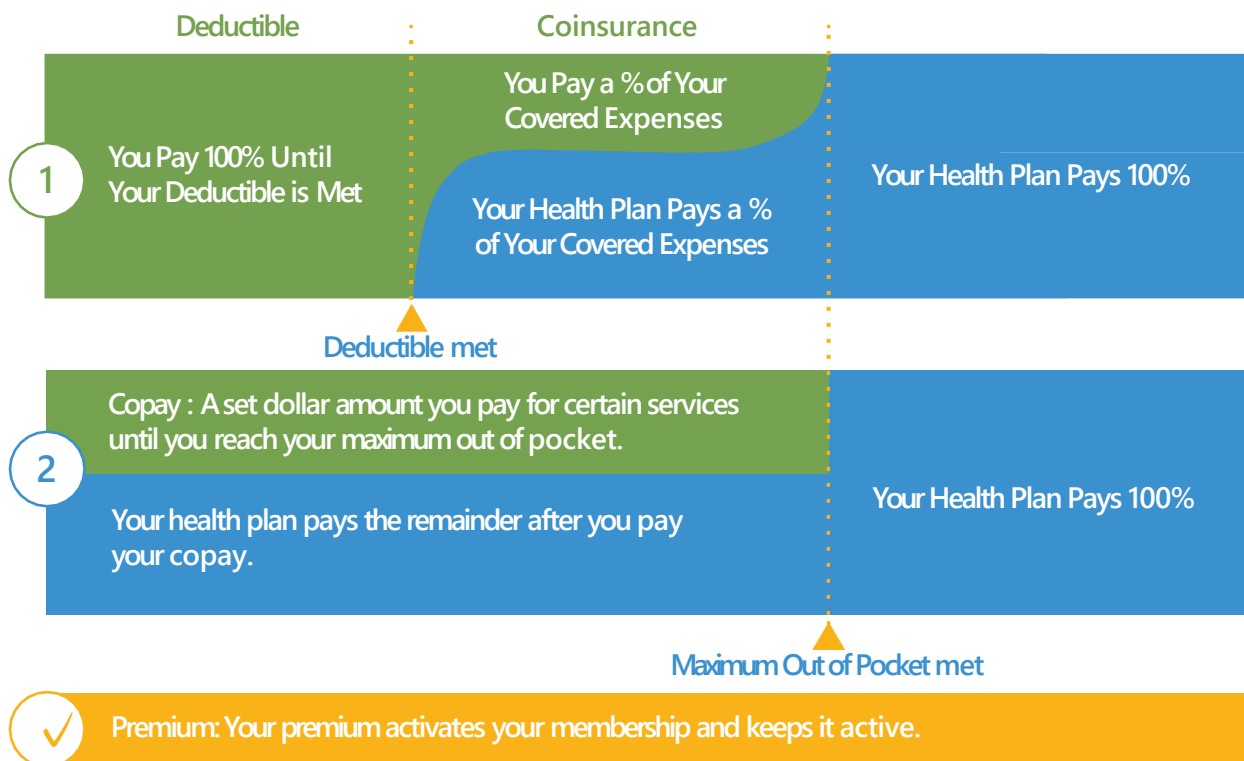 Deductible
Coinsurance
1
You Pay 100% Until
Your Deductible is Met
You Pay a % of Your
Covered Expenses
Your Health Plan Pays a %
of Your Covered Expenses
Your Health Plan Pays 100%
Deductible met
2
Copay : A set dollar amount you pay for certain services
until you reach your maximum out of pocket.
Your health plan pays the remainder after you pay
your copay.
Your Health Plan Pays 100%
Maximum Out of Pocket met
Premium: Your premium activates your membership and keeps it active.